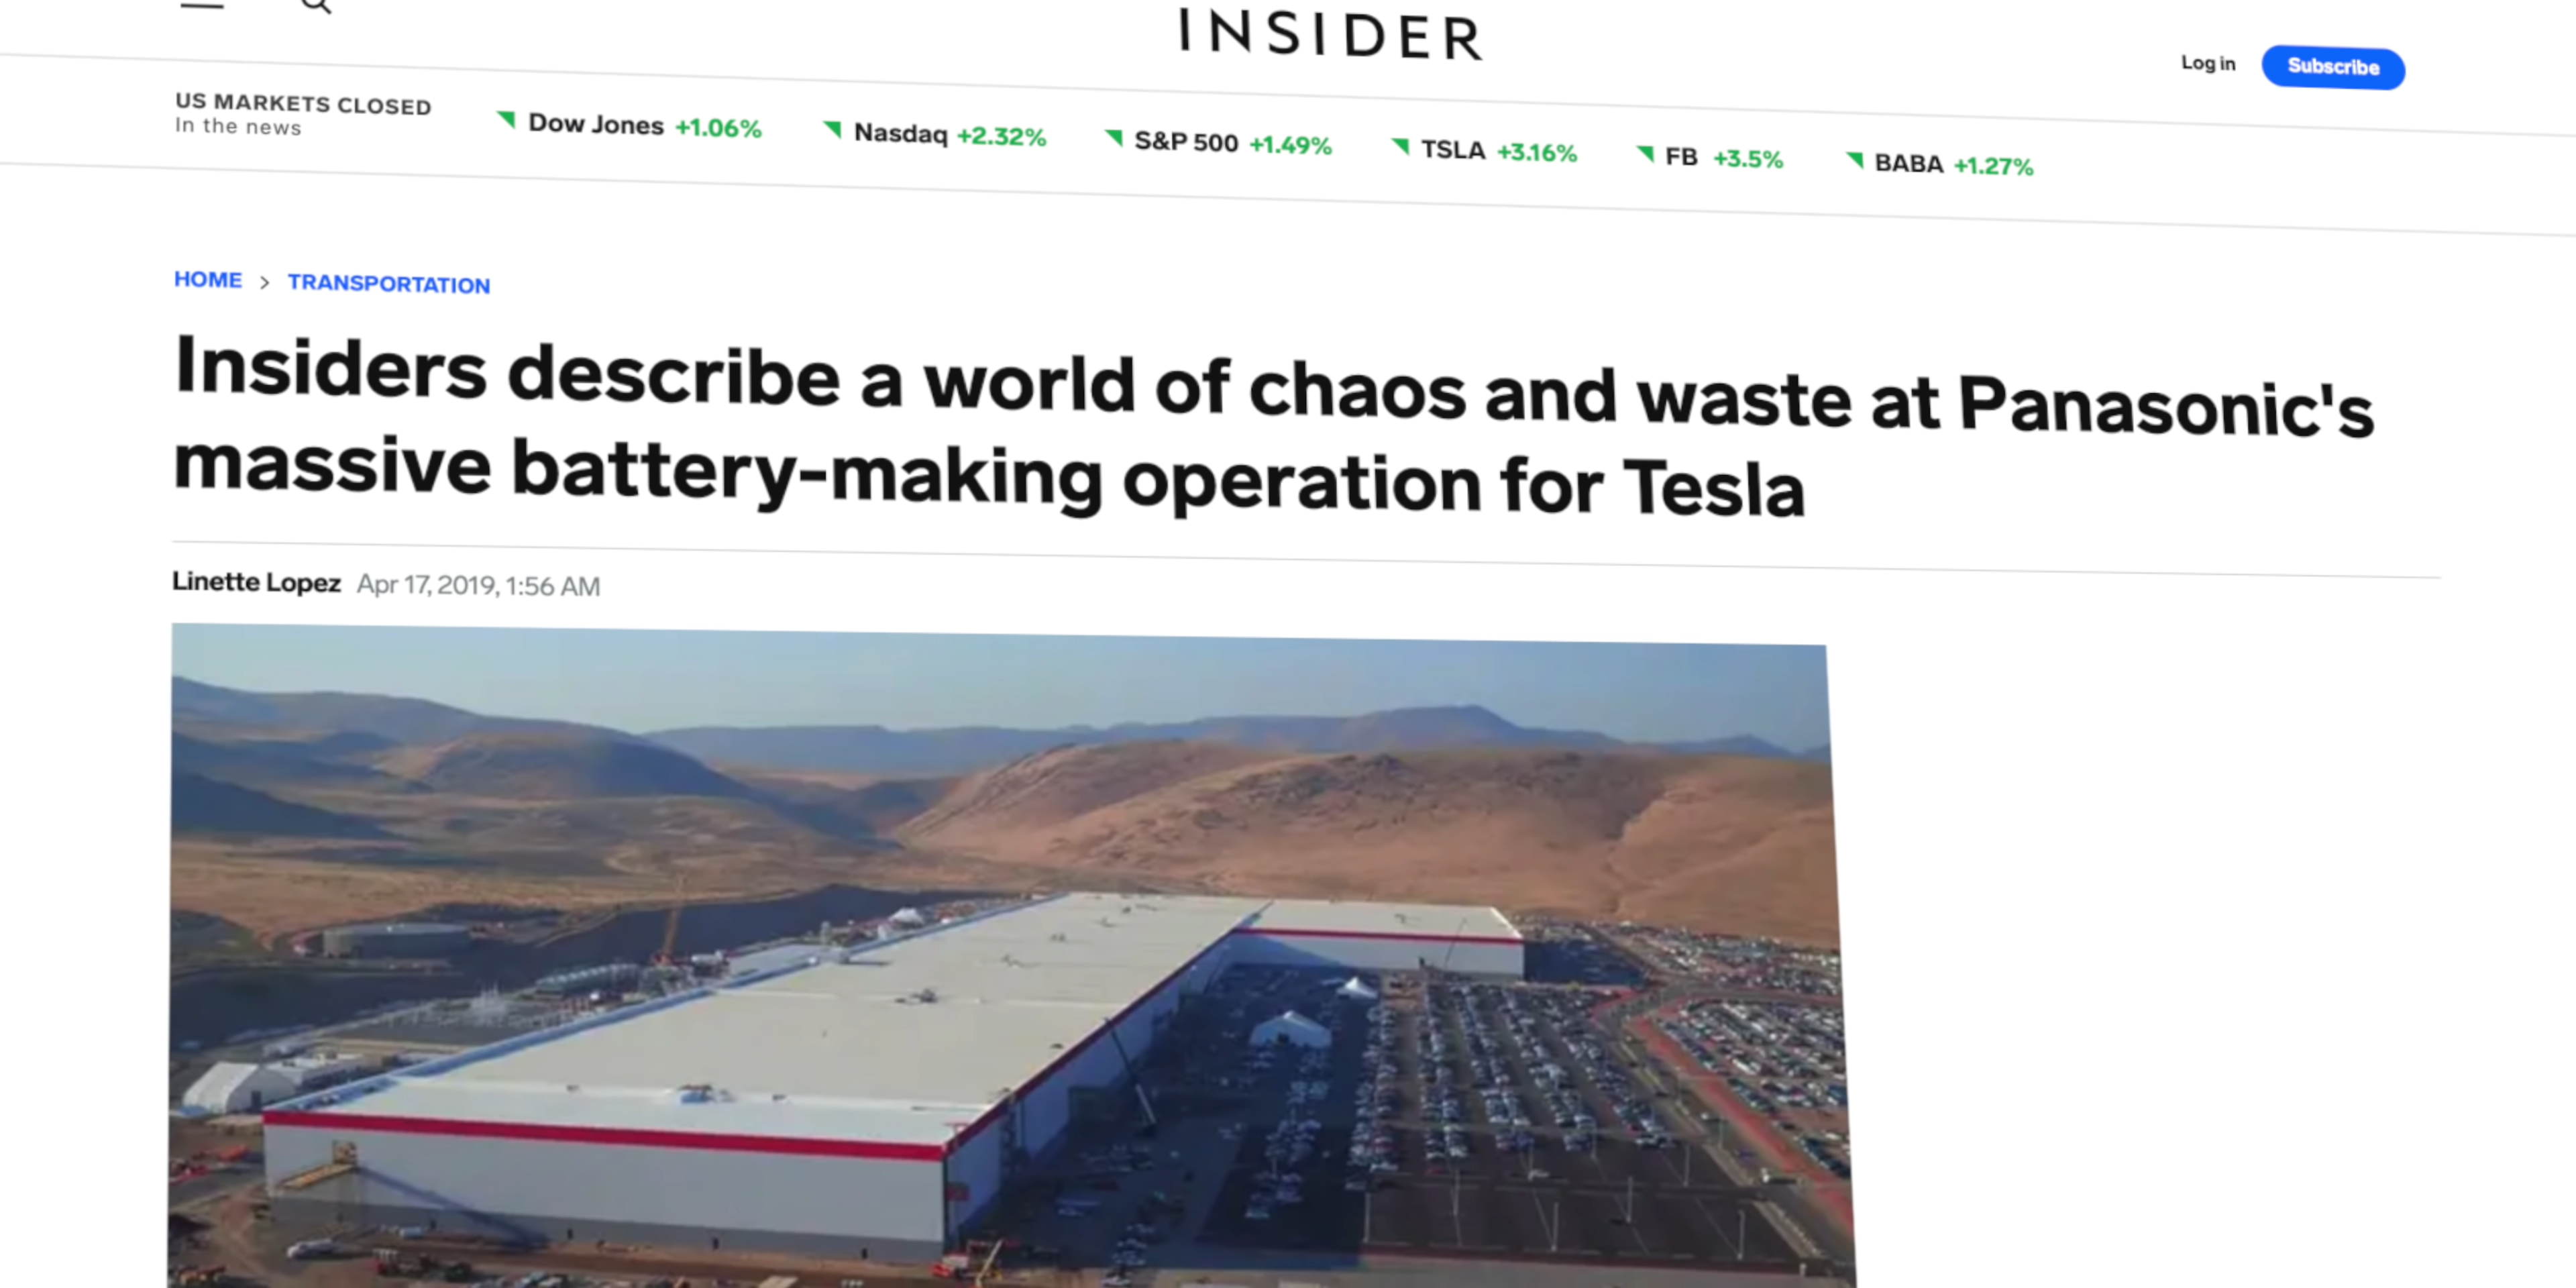 INSIDER
Log in
Subscribe
US MARKETS CLOSED
In the news
Dow Jones +1.06%
Nasdaq +2.32%
S&P 500 +1.49%
TSLA +3.16%
FB +3.5%
BABA +1.27%
HOME > TRANSPORTATION
Insiders describe a world of chaos and waste at Panasonic's
massive battery-making operation for Tesla
Linette Lopez Apr 17, 2019, 1:56 AM